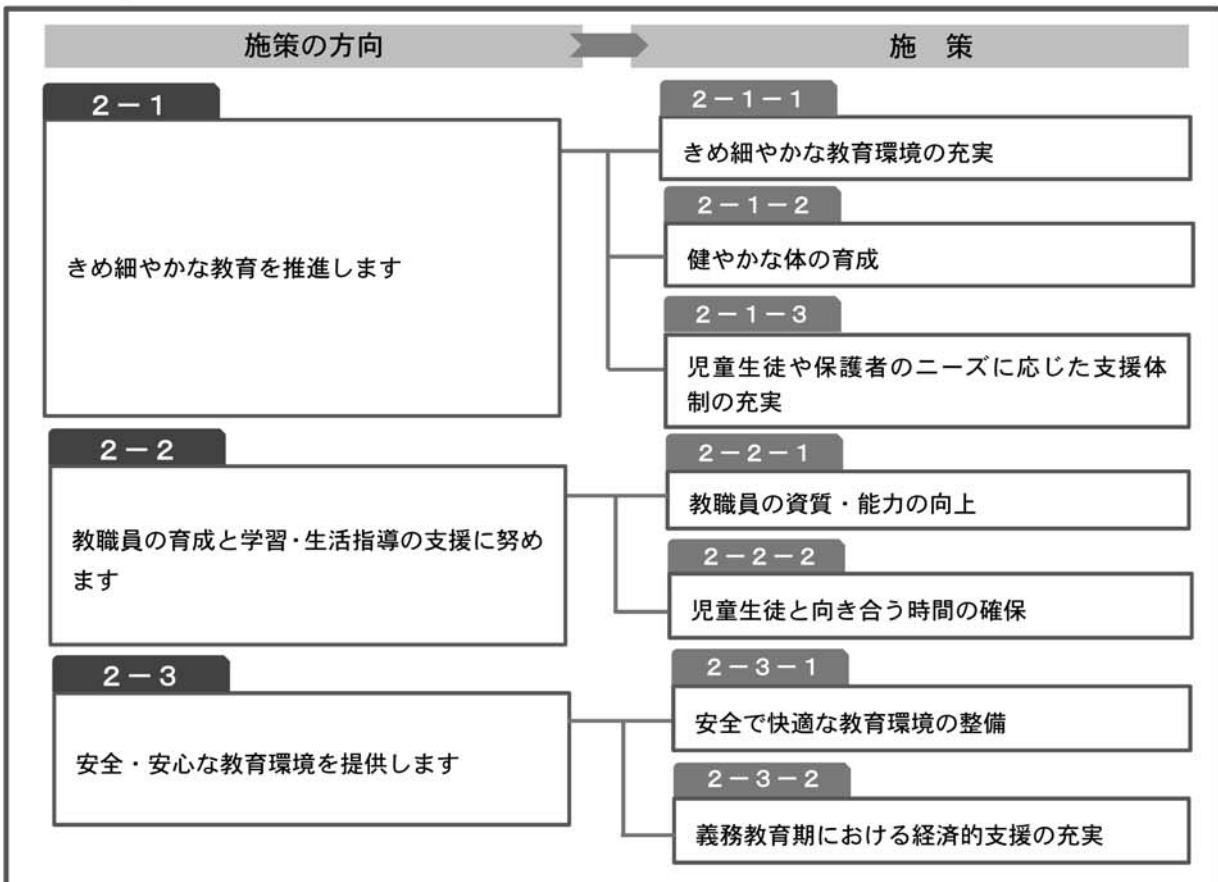 施策の方向
施　策
２－１
きめ細やかな教育を推進します
２－１－１
きめ細やかな教育環境の充実
２－１－２
健やかな体の育成
２－１－３
児童生徒や保護者のニーズに応じた支援体
制の充実
２－２
教職員の育成と学習・生活指導の支援に努め
ます
２－２－１
教職員の資質・能力の向上
２－２－２
児童生徒と向き合う時間の確保
２－３
安全・安心な教育環境を提供します
２－３－１
安全で快適な教育環境の整備
２－３－２
義務教育期における経済的支援の充実